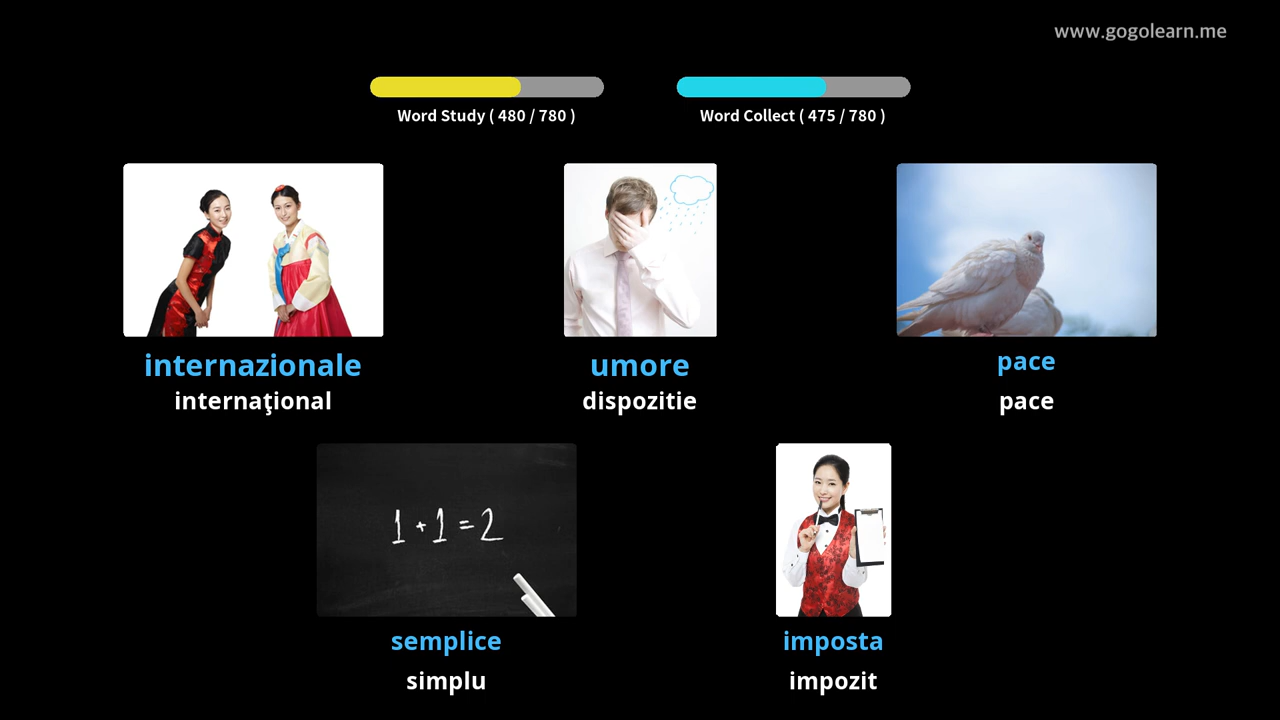 www.gogolearn.me
Word Study ( 480 / 780 )
Word Collect ( 475 / 780 )
internazionale
internaţional
umore
dispozitie
pace
pace
1 + 1 = 2
semplice
simplu
imposta
impozit